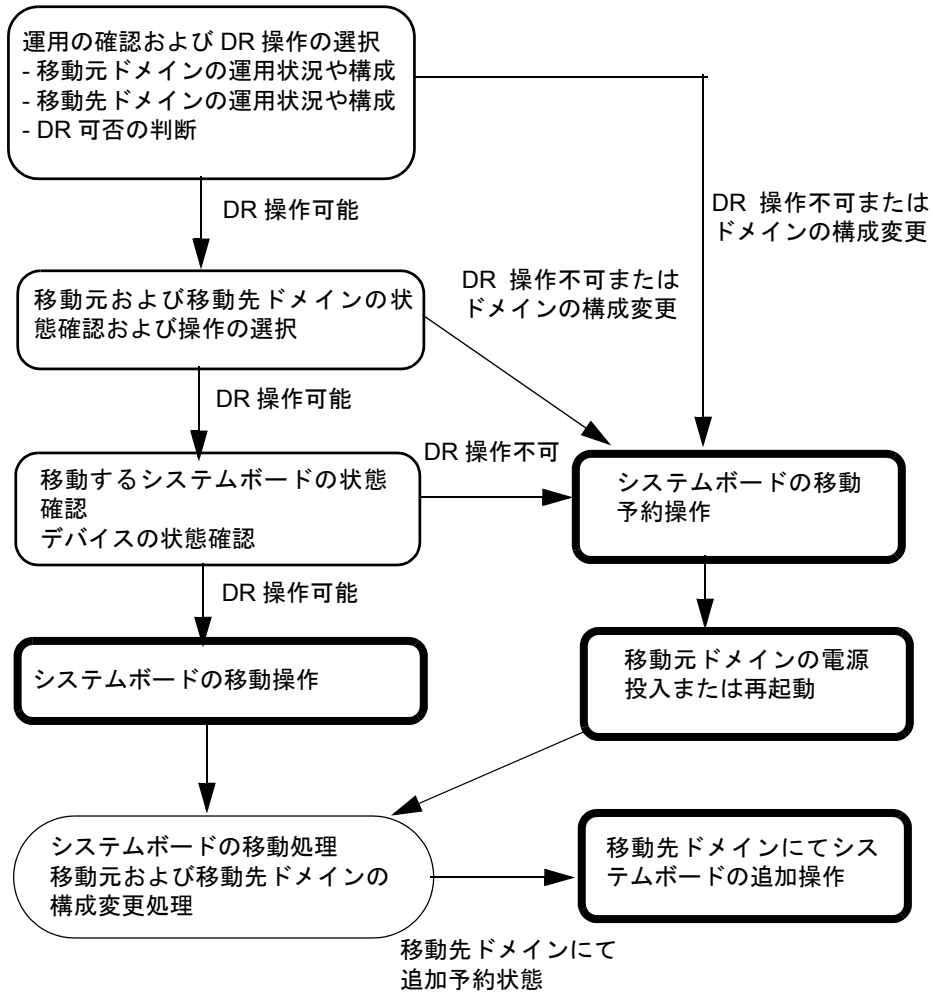 運用の確認および DR 操作の選択
- 移動元ドメインの運用状況や構成
- 移動先ドメインの運用状況や構成
- DR 可否の判断
DR 操作可能
DR 操作不可または
ドメインの構成変更
移動元および移動先ドメインの状
態確認および操作の選択
DR 操作不可または
ドメインの構成変更
DR 操作可能
移動するシステムボードの状態
確認
デバイスの状態確認
DR 操作不可
システムボードの移動
予約操作
DR 操作可能
システムボードの移動操作
移動元ドメインの電源
投入または再起動
システムボードの移動処理
移動元および移動先ドメインの
構成変更処理
移動先ドメインにてシス
テムボードの追加操作
移動先ドメインにて
追加予約状態